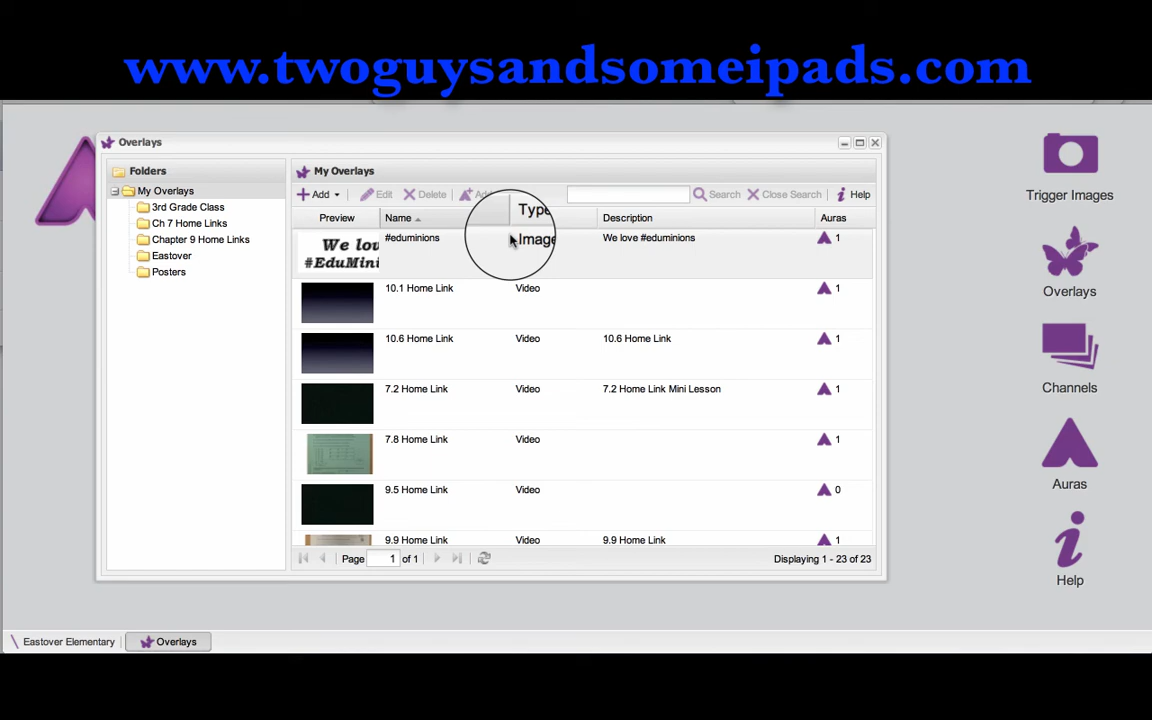 www.twoguysandsomeipads.com
Overlays
Folders
My Overlays
3rd Grade Class
Ch 7 Home Links
Chapter 9 Home Links
Eastover
Posters
My Overlays
Add Edit Delete Search Close Search Help
Preview Name Type Description Auras
We lou
#EduMini
#eduminions Image We love #eduminions 1
10.1 Home Link Video 1
10.6 Home Link Video 10.6 Home Link 1
7.2 Home Link Video 7.2 Home Link Mini Lesson 1
7.8 Home Link Video 1
9.5 Home Link Video 0
9.9 Home Link Video 9.9 Home Link 1
Page 1 of 1 Displaying 1 - 23 of 23
Trigger Images
Overlays
Channels
Auras
Help
Eastover Elementary Overlays